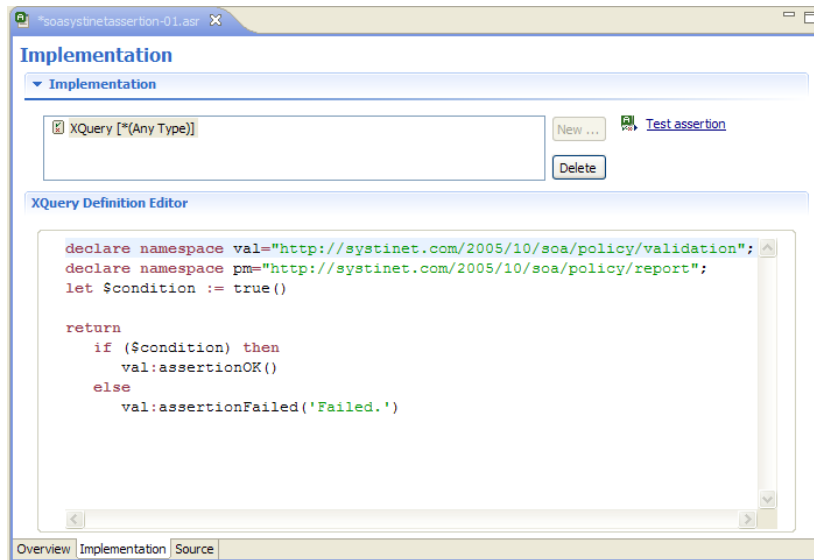 *soasystinetassertion-01.asr
Implementation
Implementation
XQuery [*(Any Type)]
New ...
Test assertion
Delete
XQuery Definition Editor
declare namespace val="http://systinet.com/2005/10/soa/policy/validation";
declare namespace pm="http://systinet.com/2005/10/soa/policy/report";
let $condition := true()
return
if ($condition) then
val:assertionOK()
else
val:assertionFailed('Failed.')
Overview Implementation Source